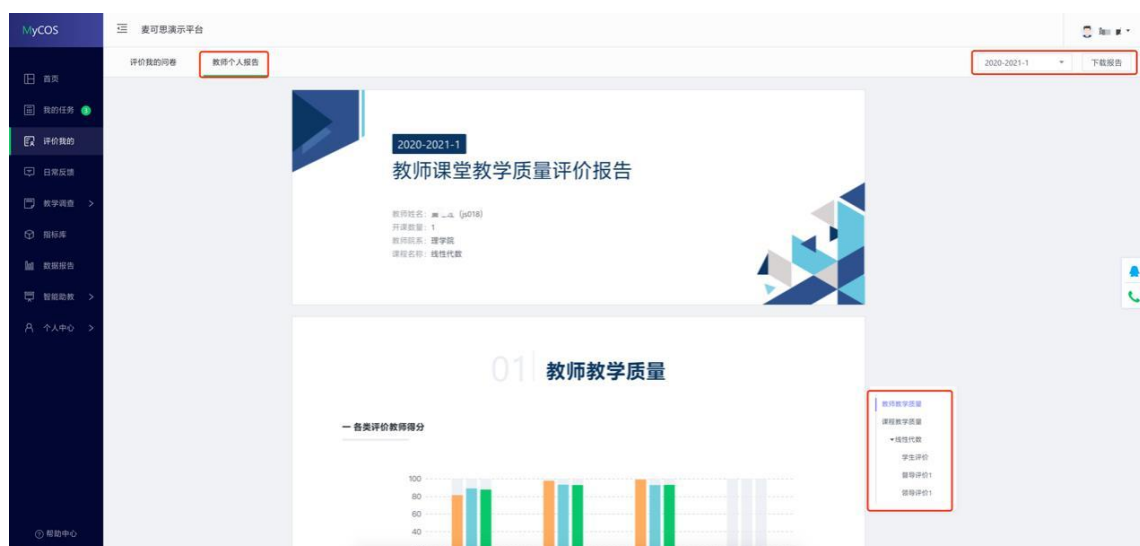 MyCOS
麦可思演示平台
评价我的问卷
教师个人报告
2020-2021-1
下载报告
首页
我的任务
评价我的
日常反馈
教学调查
指标库
数据报告
智能助教
个人中心
帮助中心
2020-2021-1
教师课堂教学质量评价报告
教师姓名: (js018)
开课数量: 1
教师院系: 理学院
课程名称: 线性代数
01 教师教学质量
一 各类评价教师得分
100
80
60
40
教师教学质量
课程教学质量
线性代数
学生评价
督导评价1
领导评价1